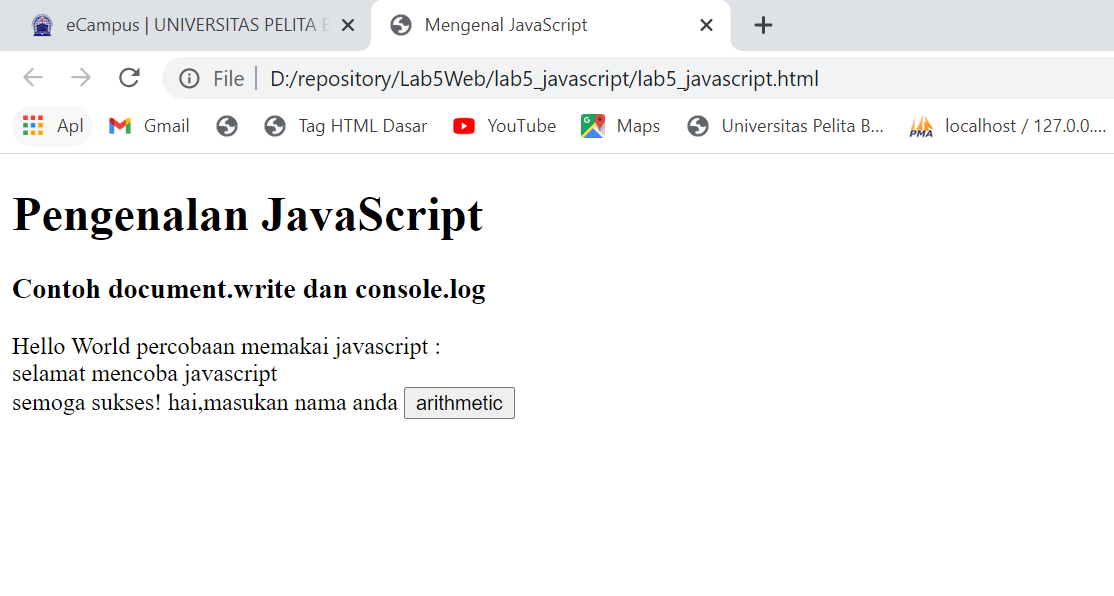 eCampus | UNIVERSITAS PELITA
Mengenal JavaScript
File | D:/repository/Lab5Web/lab5_javascript/lab5_javascript.html
Apl Gmail Tag HTML Dasar YouTube Maps Universitas Pelita B... PMA localhost / 127.0.0....
Pengenalan JavaScript
Contoh document.write dan console.log
Hello World percobaan memakai javascript :
selamat mencoba javascript
semoga sukses! hai,masukan nama anda arithmetic